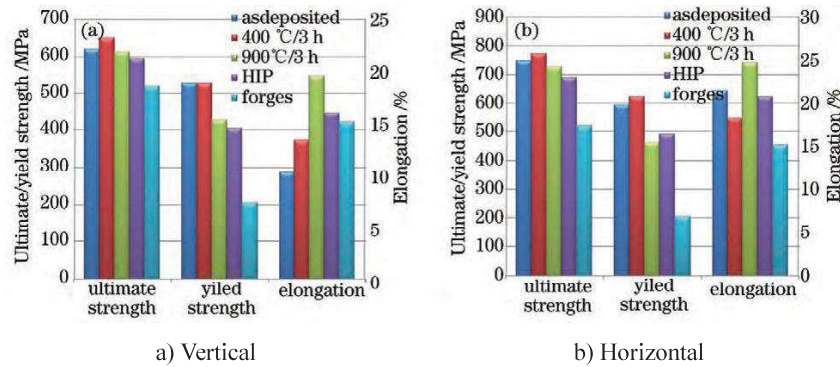 (a)
asdeposited
400 ℃/3 h
900℃/3 h
HIP
forges
Ultimate/yield strength /MPa
700
600
500
400
300
200
100
0
25
20
15
10
5
0
Elongation /%
ultimate strength
yiled strength
elongation
a) Vertical
(b)
asdeposited
400 ℃/3 h
900℃/3 h
HIP
forges
Ultimate/yield strength /MPa
900
800
700
600
500
400
300
200
100
0
30
25
20
15
10
5
0
Elongation /%
ultimate strength
yiled strength
elongation
b) Horizontal